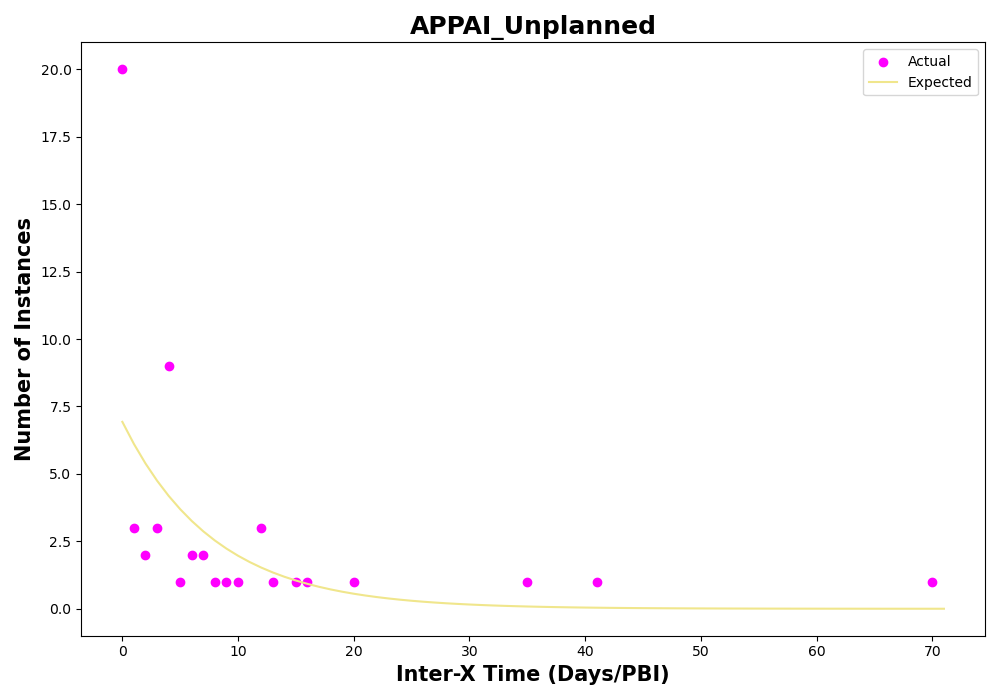 APPAI_Unplanned
Actual
Expected
20.0
17.5
15.0
12.5
10.0
7.5
5.0
2.5
0.0
Number of Instances
0 10 20 30 40 50 60 70
Inter-X Time (Days/PBI)